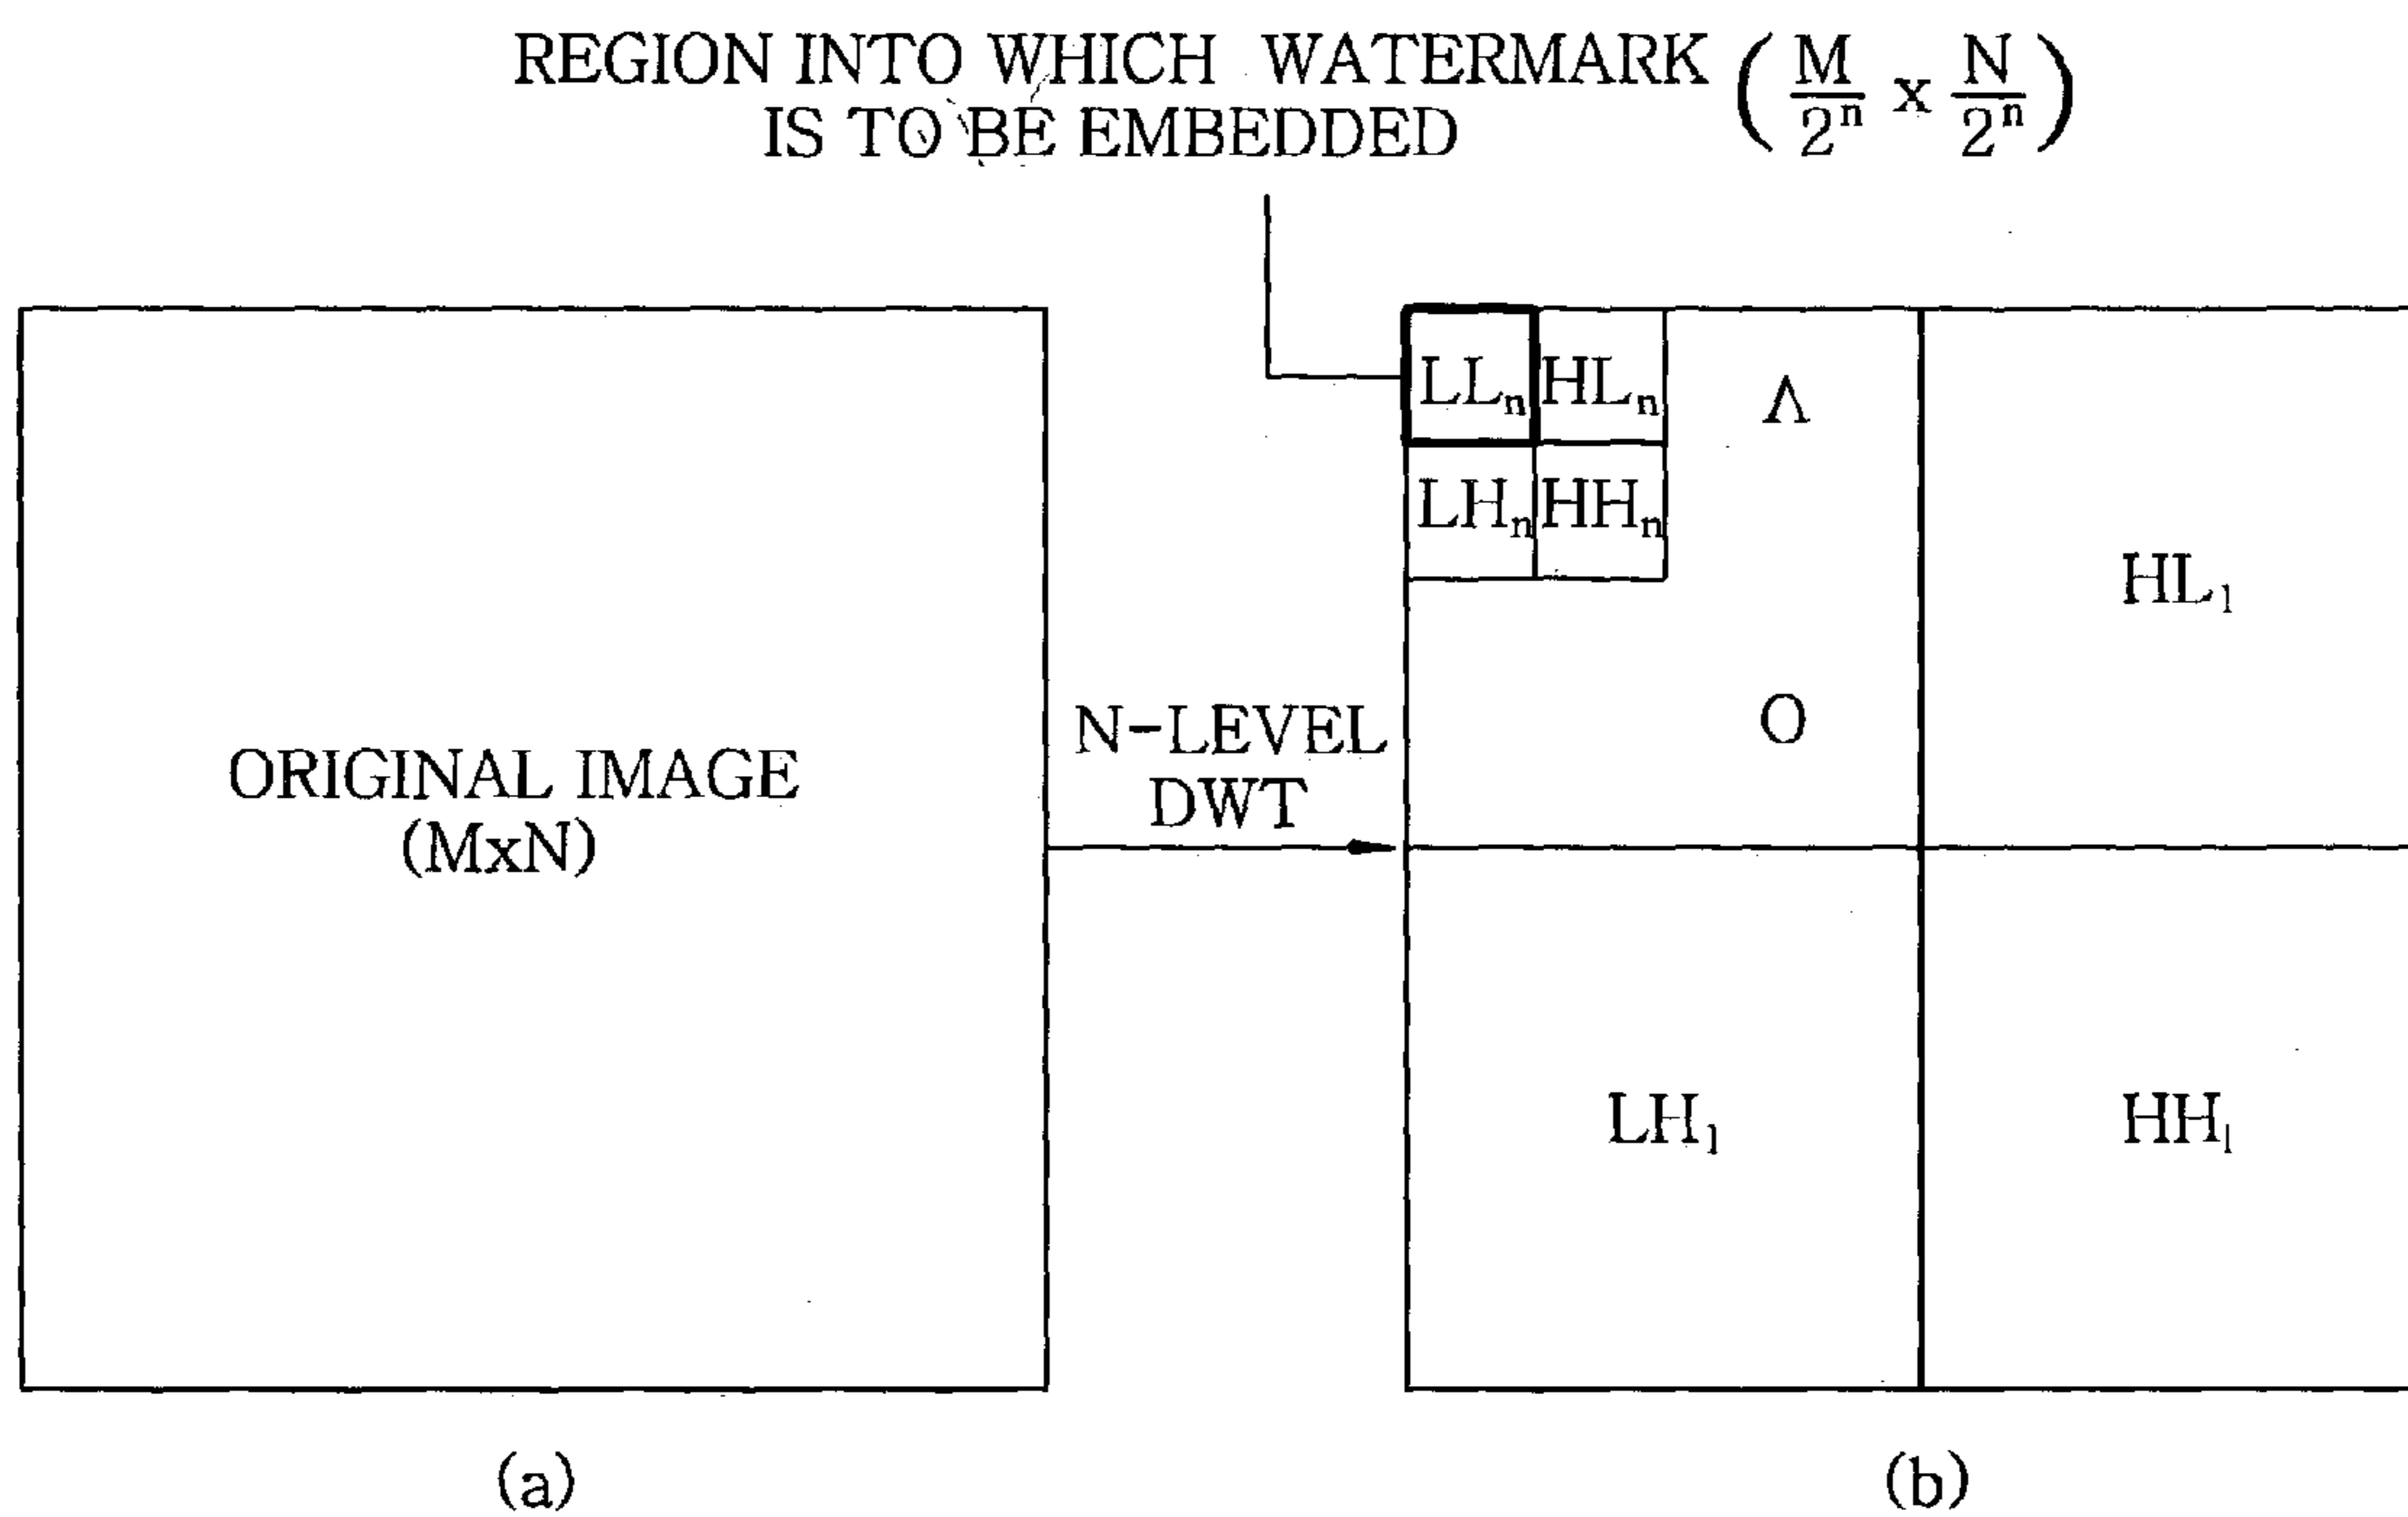 REGION INTO WHICH WATERMARK (M/2ⁿ x N/2ⁿ)
IS TO BE EMBEDDED
LLₙ HLₙ Λ
LHₙ HHₙ
HL₁
O
N-LEVEL
DWT
ORIGINAL IMAGE
(MxN)
LH₁ HH₁
(a) (b)